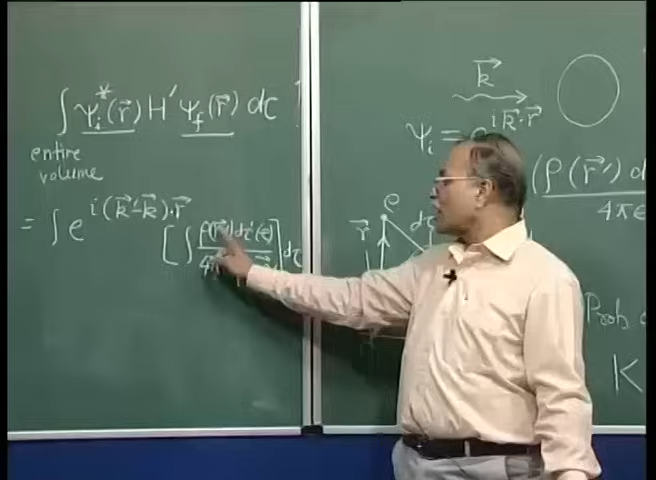 ∫ ψᵢ*(r⃗) H′ ψ_f(r⃗) dτ
entire
volume
= ∫ e^{i(k⃗′-k⃗)·r⃗} [∫ ρ(r⃗′)dτ′(e) / 4π ] dτ
k⃗
ψᵢ = e^{ik⃗·r⃗}
ρ(r⃗′) d
4πε
ρ
r⃗
dτ
Prob
K